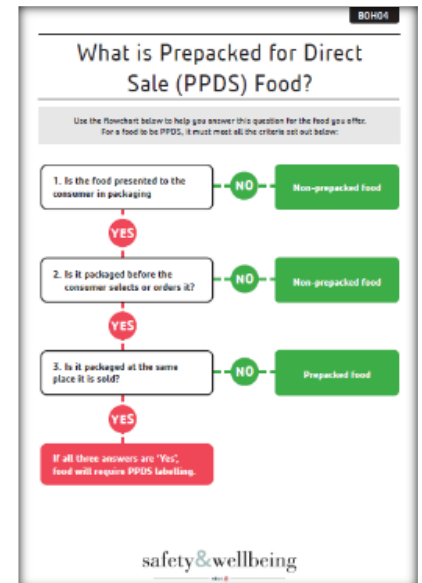 BOH04
What is Prepacked for Direct
Sale (PPDS) Food?
Use the flowchart below to help you answer this question for the food you offer.
For a food to be PPDS, it must meet all the criteria set out below:
1. Is the food presented to the
consumer in packaging
NO
Non-prepacked food
YES
2. Is it packaged before the
consumer selects or orders it?
NO
Non-prepacked food
YES
3. Is it packaged at the same
place it is sold?
NO
Prepacked food
YES
If all three answers are 'Yes',
food will require PPDS labelling.
safety&wellbeing